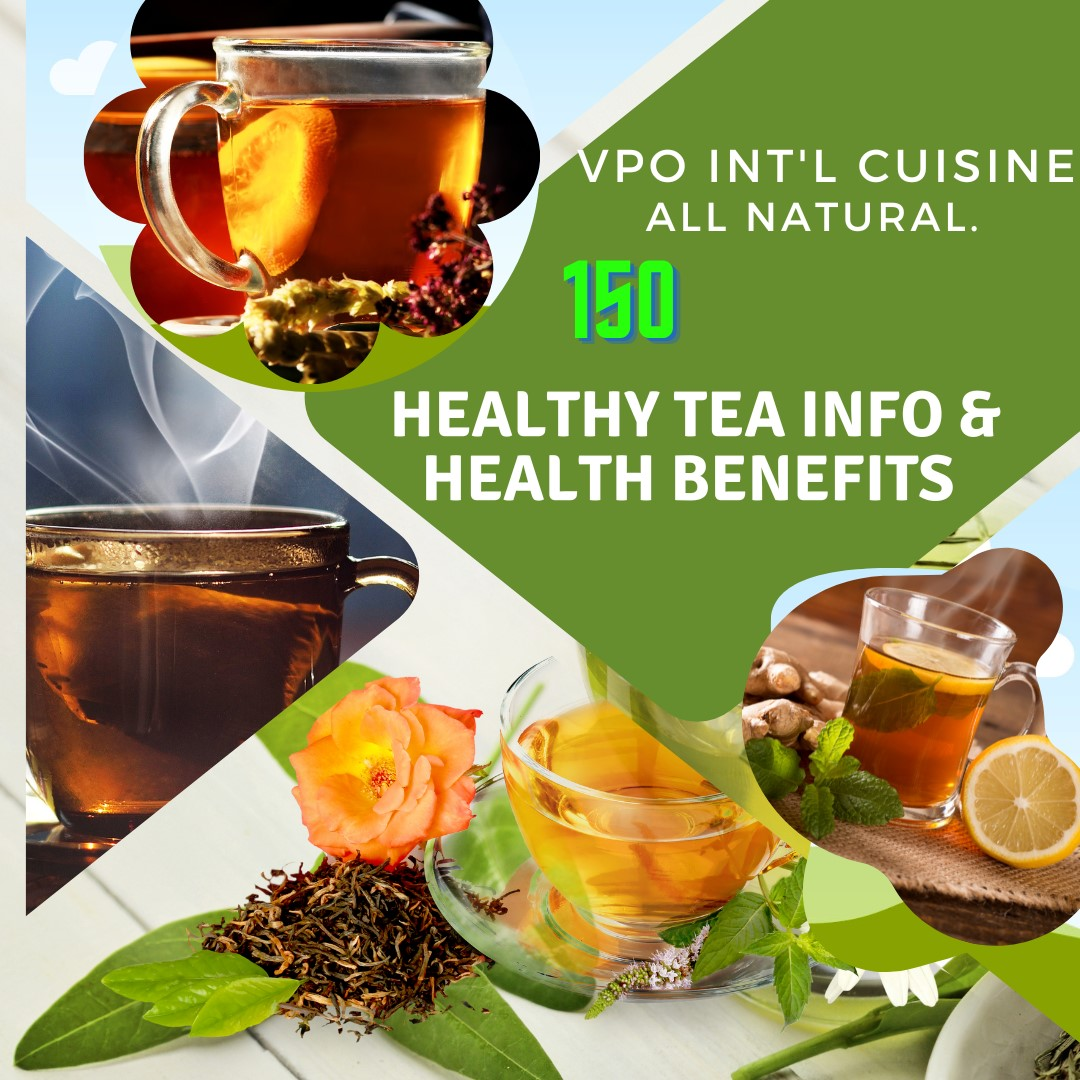 VPO INT'L CUISINE
ALL NATURAL.
150
HEALTHY TEA INFO &
HEALTH BENEFITS